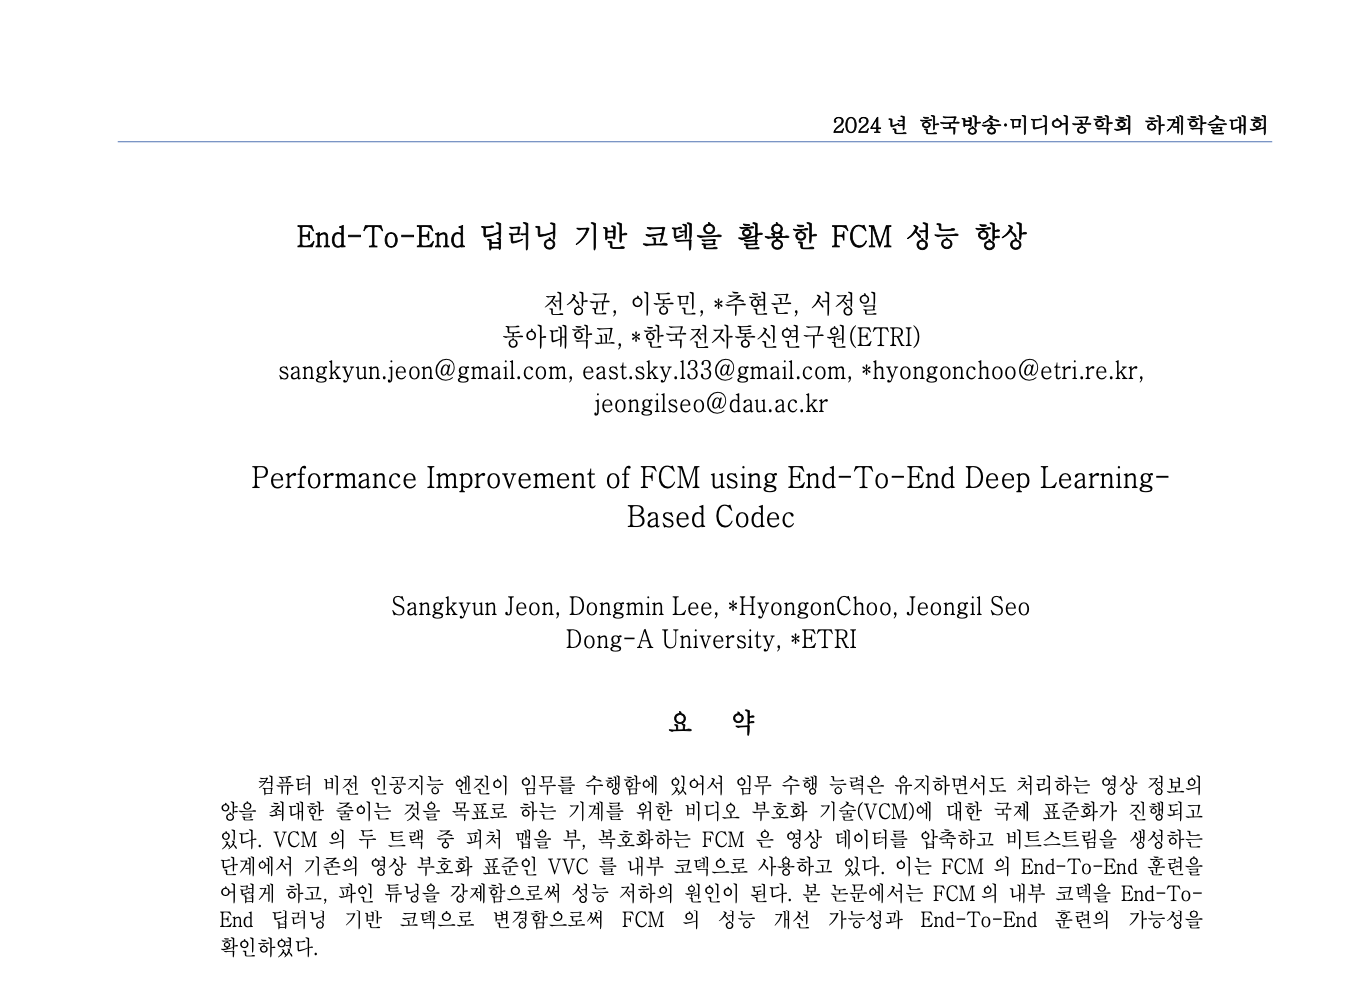 2024 년 한국방송·미디어공학회 하계학술대회
End-To-End 딥러닝 기반 코덱을 활용한 FCM 성능 향상
전상균, 이동민, *추현곤, 서정일
동아대학교, *한국전자통신연구원(ETRI)
sangkyun.jeon@gmail.com, east.sky.l33@gmail.com, *hyongonchoo@etri.re.kr,
jeongilseo@dau.ac.kr
Performance Improvement of FCM using End-To-End Deep Learning-
Based Codec
Sangkyun Jeon, Dongmin Lee, *HyongonChoo, Jeongil Seo
Dong-A University, *ETRI
요 약
컴퓨터 비전 인공지능 엔진이 임무를 수행함에 있어서 임무 수행 능력은 유지하면서도 처리하는 영상 정보의
양을 최대한 줄이는 것을 목표로 하는 기계를 위한 비디오 부호화 기술(VCM)에 대한 국제 표준화가 진행되고
있다. VCM 의 두 트랙 중 피처 맵을 부, 복호화하는 FCM 은 영상 데이터를 압축하고 비트스트림을 생성하는
단계에서 기존의 영상 부호화 표준인 VVC 를 내부 코덱으로 사용하고 있다. 이는 FCM 의 End-To-End 훈련을
어렵게 하고, 파인 튜닝을 강제함으로써 성능 저하의 원인이 된다. 본 논문에서는 FCM 의 내부 코덱을 End-To-
End 딥러닝 기반 코덱으로 변경함으로써 FCM 의 성능 개선 가능성과 End-To-End 훈련의 가능성을
확인하였다.